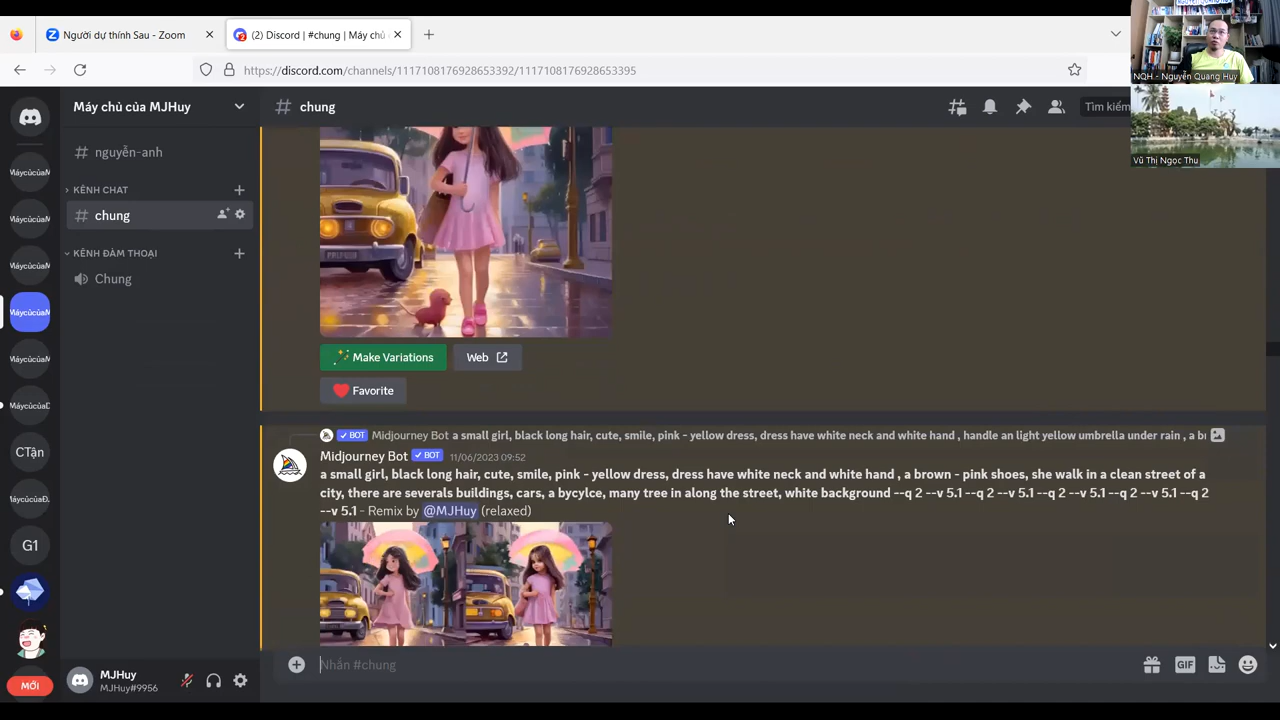 Người dự thính Sau - Zoom
(2) Discord | #chung | Máy chủ
https://discord.com/channels/1117108176928653392/1117108176928653395
NQH - Nguyễn Quang Huy
Vũ Thị Ngọc Thu
Máy chủ của MJHuy
# chung
Tìm kiếm
# nguyễn-anh
KÊNH CHAT
# chung
KÊNH ĐÀM THOẠI
Chung
CTận
G1
MỚI
MJHuy
MJHuy#9956
Make Variations
Web
Favorite
BOT Midjourney Bot a small girl, black long hair, cute, smile, pink - yellow dress, dress have white neck and white hand , handle an light yellow umbrella under rain , a b
Midjourney Bot BOT 11/06/2023 09:52
a small girl, black long hair, cute, smile, pink - yellow dress, dress have white neck and white hand , a brown - pink shoes, she walk in a clean street of a
city, there are severals buildings, cars, a bycylce, many tree in along the street, white background --q 2 --v 5.1 --q 2 --v 5.1 --q 2 --v 5.1 --q 2 --v 5.1 --q 2
--v 5.1 - Remix by @MJHuy (relaxed)
Nhắn #chung
GIF